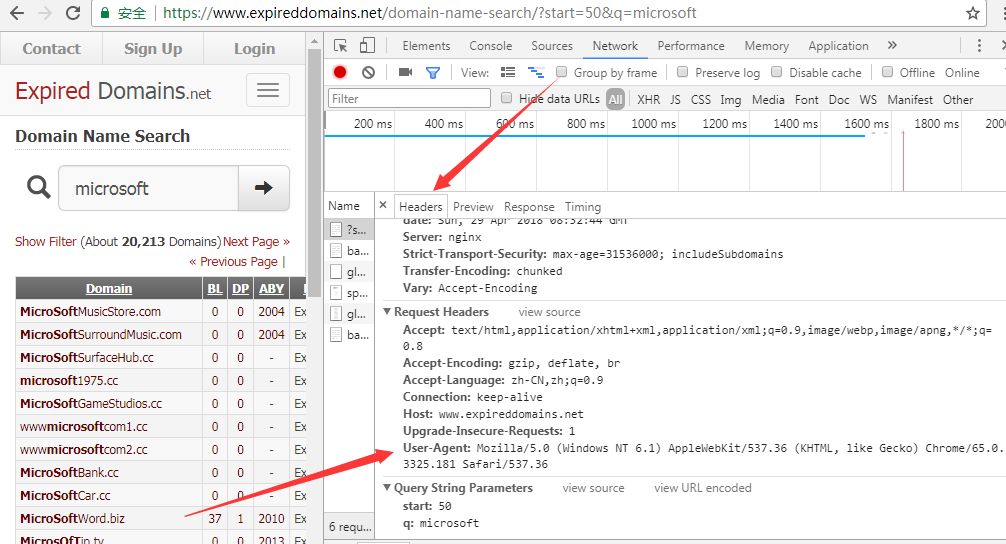 安全 https://www.expireddomains.net/domain-name-search/?start=50&q=microsoft
Contact Sign Up Login
Expired Domains.net
Domain Name Search
microsoft
Show Filter (About 20,213 Domains) Next Page »
« Previous Page |
Domain BL DP ABY
MicroSoftMusicStore.com 0 0 2004 Ex
MicroSoftSurroundMusic.com 0 0 2004 Ex
MicroSoftSurfaceHub.cc 0 0 - Ex
microsoft1975.cc 0 0 - Ex
MicroSoftGameStudios.cc 0 0 - Ex
wwwmicrosoftcom1.cc 0 0 - Ex
wwwmicrosoftcom2.cc 0 0 - Ex
MicroSoftBank.cc 0 0 - Ex
MicroSoftCar.cc 0 0 - Ex
MicroSoftWord.biz 37 1 2010 Ex
MicrosOfTip.tv 0 0 2013 Ex
Elements Console Sources Network Performance Memory Application »
View: Group by frame Preserve log Disable cache Offline Online
Filter Hide data URLs All XHR JS CSS Img Media Font Doc WS Manifest Other
200 ms 400 ms 600 ms 800 ms 1000 ms 1200 ms 1400 ms 1600 ms 1800 ms
Name
?s...
ba...
gl...
sp...
gl...
ba...
6 requ...
× Headers Preview Response Timing
date: Sun, 29 Apr 2018 08:32:44 GMT
Server: nginx
Strict-Transport-Security: max-age=31536000; includeSubdomains
Transfer-Encoding: chunked
Vary: Accept-Encoding
Request Headers view source
Accept: text/html,application/xhtml+xml,application/xml;q=0.9,image/webp,image/apng,*/*;q=
0.8
Accept-Encoding: gzip, deflate, br
Accept-Language: zh-CN,zh;q=0.9
Connection: keep-alive
Host: www.expireddomains.net
Upgrade-Insecure-Requests: 1
User-Agent: Mozilla/5.0 (Windows NT 6.1) AppleWebKit/537.36 (KHTML, like Gecko) Chrome/65.0.
3325.181 Safari/537.36
Query String Parameters view source view URL encoded
start: 50
q: microsoft